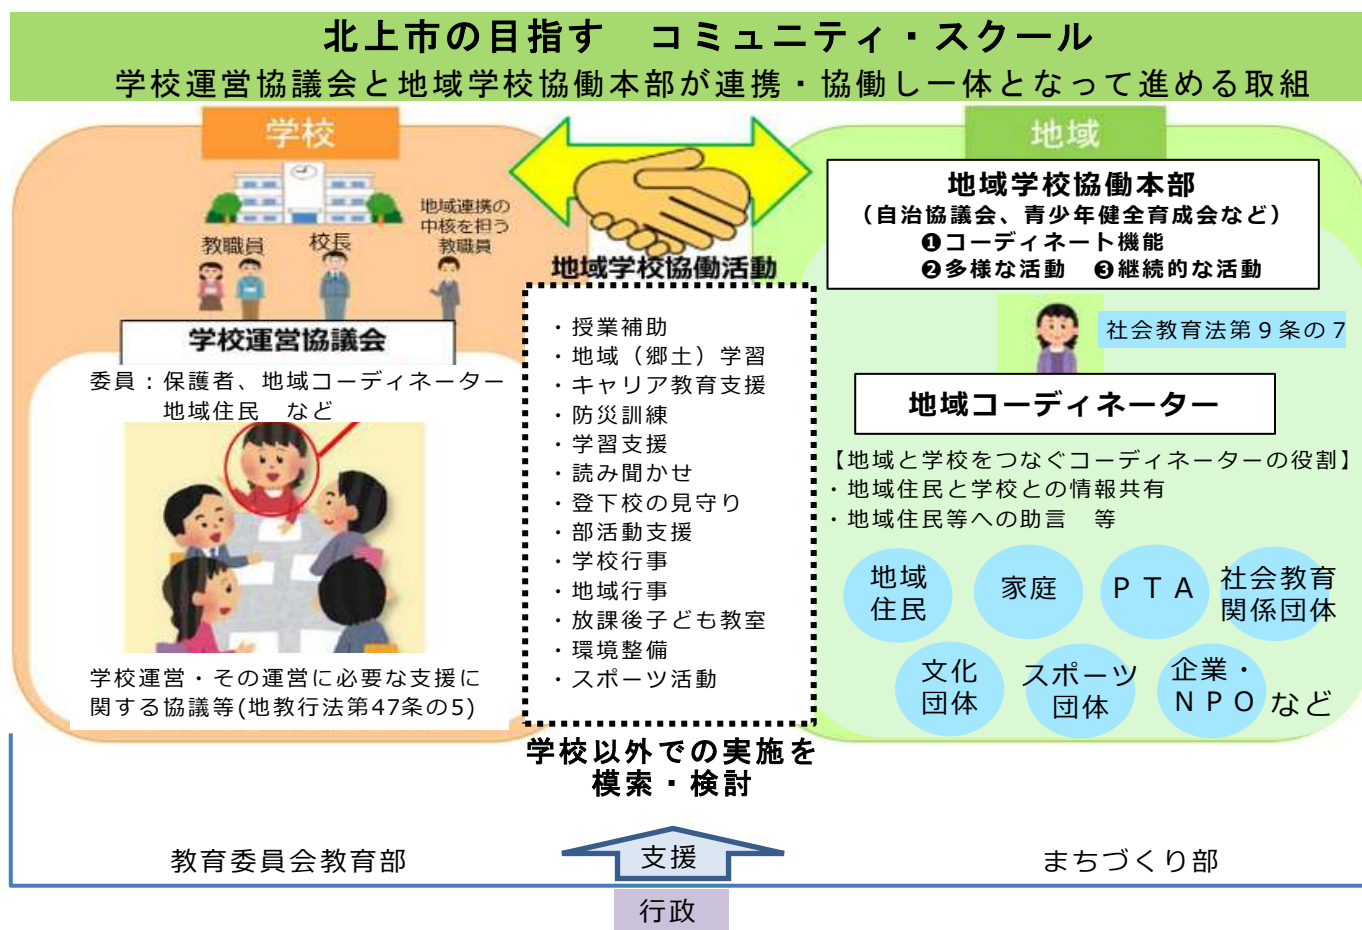 北上市の目指す　コミュニティ・スクール
学校運営協議会と地域学校協働本部が連携・協働し一体となって進める取組
学校
教職員
校長
地域連携の
中核を担う
教職員
学校運営協議会
委員：保護者、地域コーディネーター
地域住民　など
学校運営・その運営に必要な支援に
関する協議等(地教行法第47条の5)
地域学校協働活動
・授業補助
・地域（郷土）学習
・キャリア教育支援
・防災訓練
・学習支援
・読み聞かせ
・登下校の見守り
・部活動支援
・学校行事
・地域行事
・放課後子ども教室
・環境整備
・スポーツ活動
学校以外での実施を
模索・検討
地域
地域学校協働本部
（自治協議会、青少年健全育成会など）
❶コーディネート機能
❷多様な活動　❸継続的な活動
社会教育法第９条の７
地域コーディネーター
【地域と学校をつなぐコーディネーターの役割】
・地域住民と学校との情報共有
・地域住民等への助言　等
地域
住民
家庭
ＰＴＡ
社会教育
関係団体
文化
団体
スポーツ
団体
企業・
ＮＰＯ
など
教育委員会教育部
支援
まちづくり部
行政